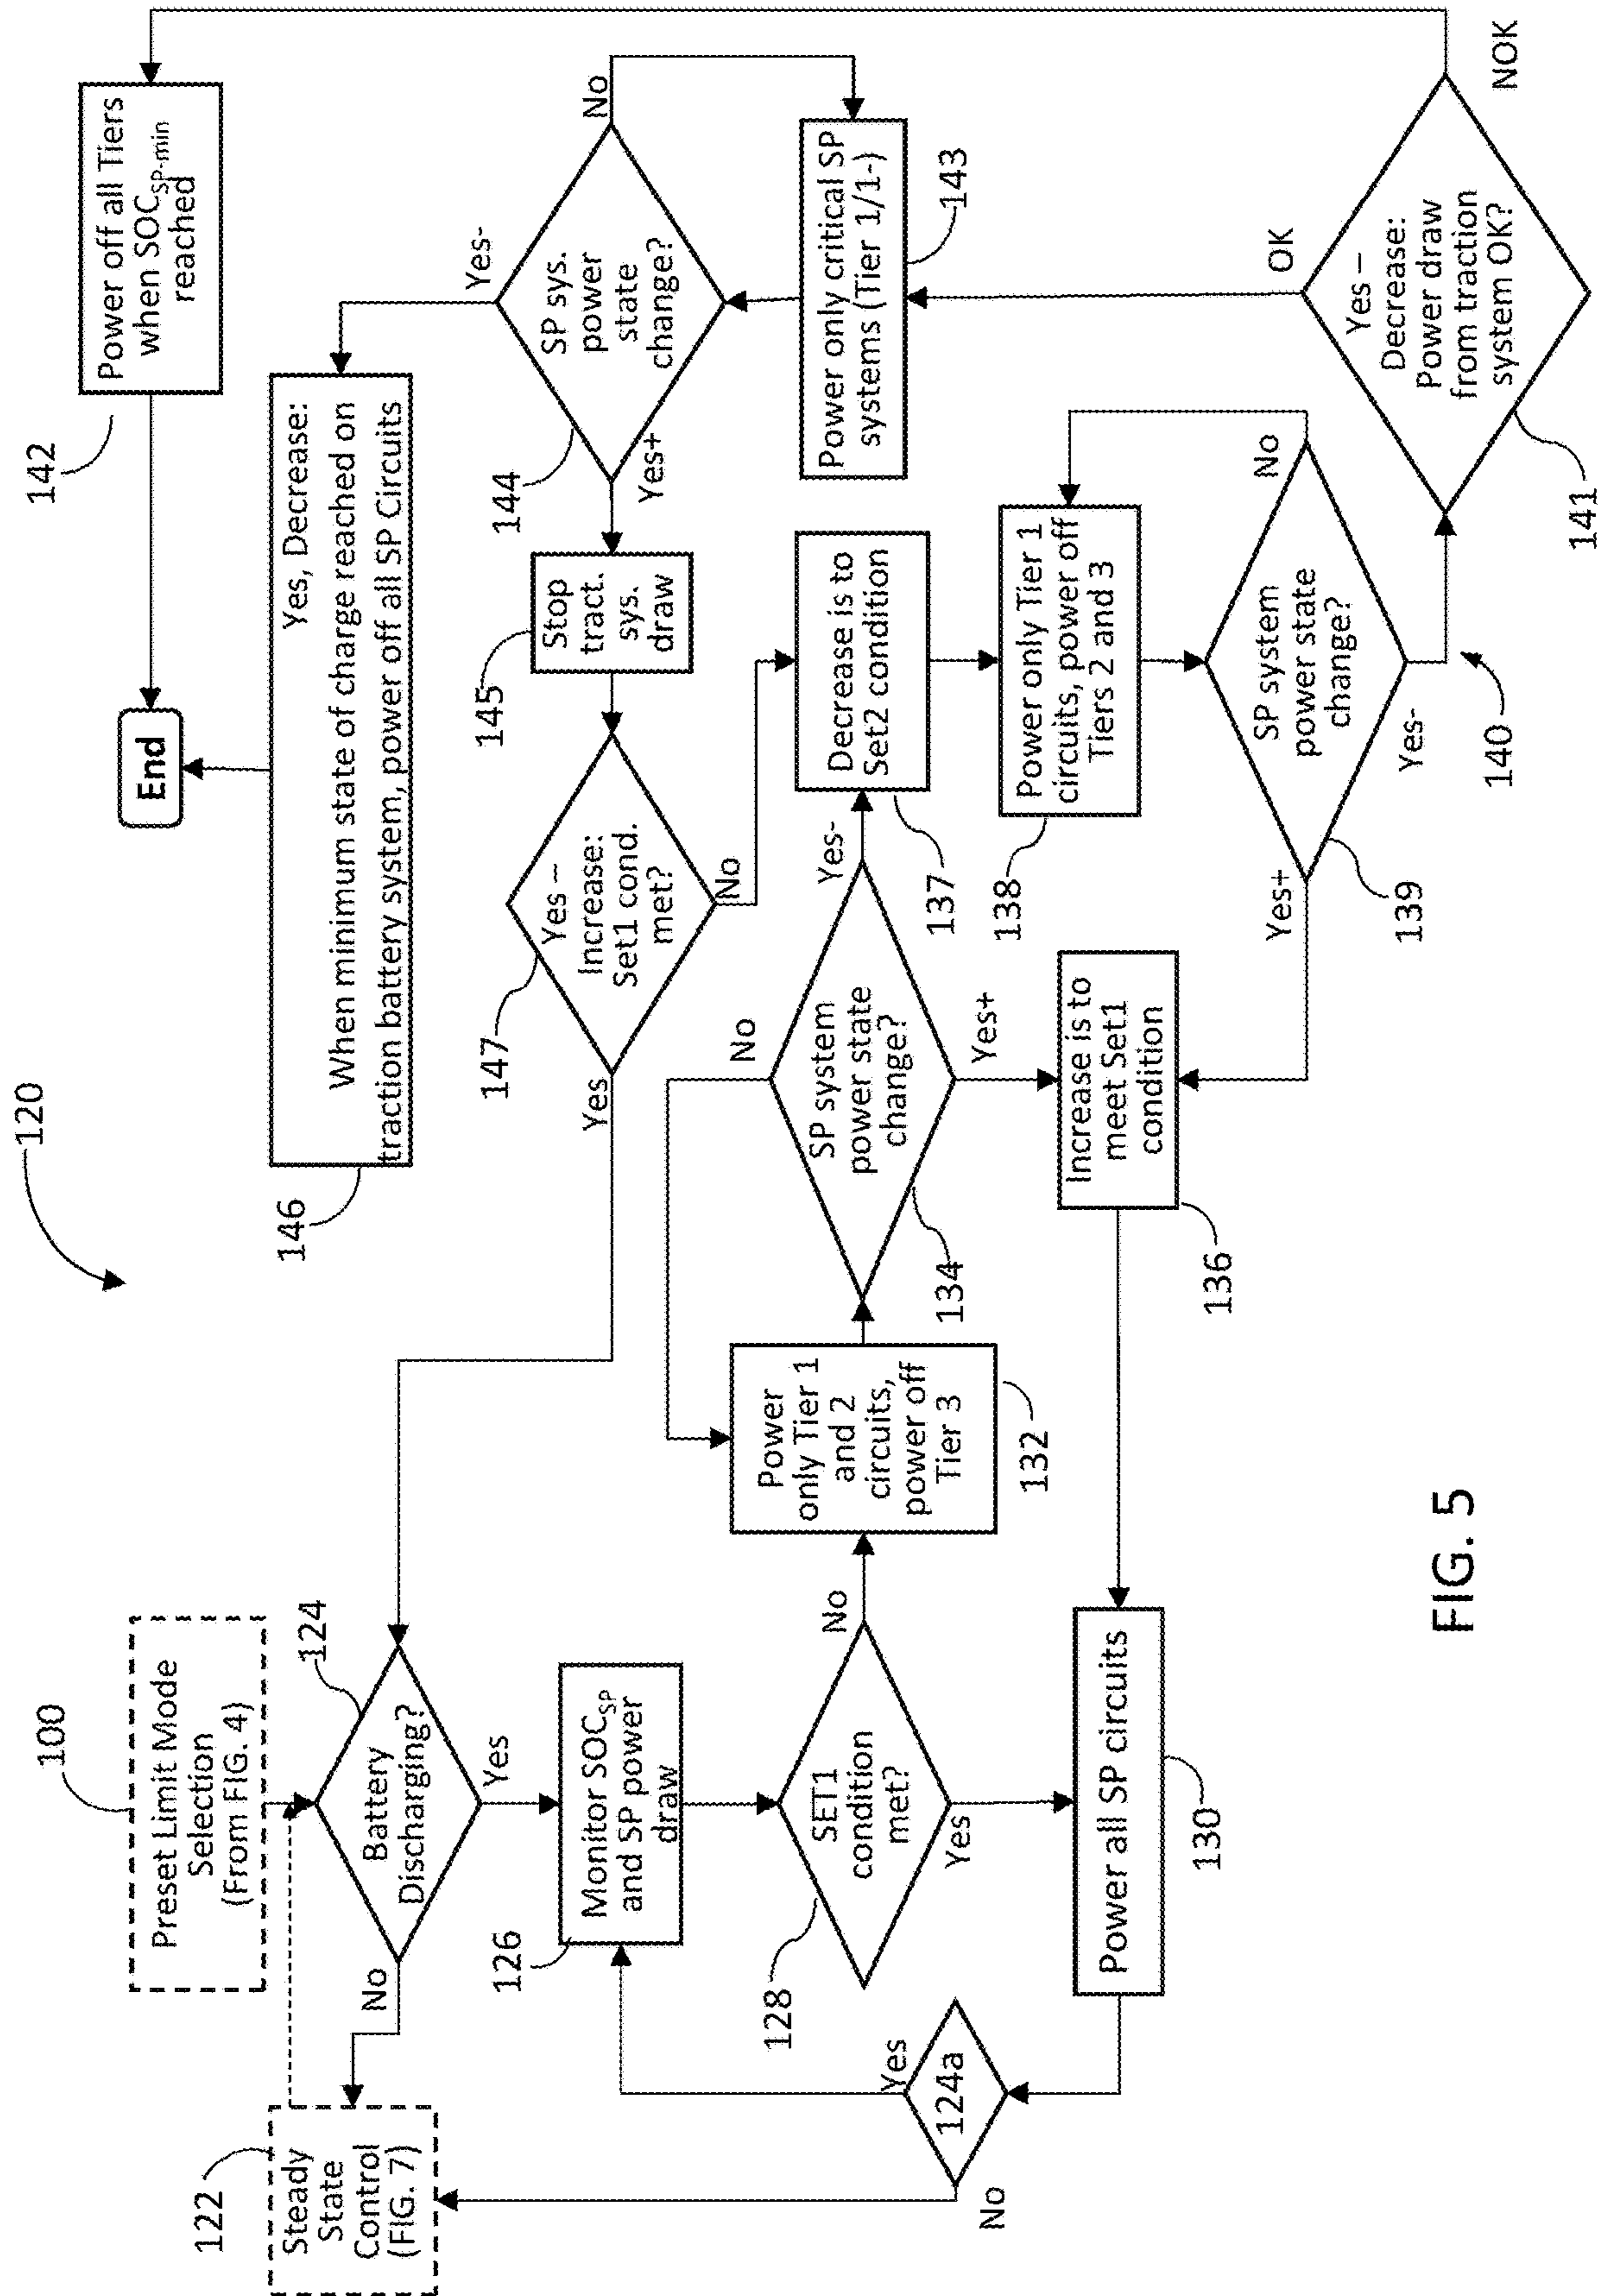 120
100
Preset Limit Mode
Selection
(From FIG. 4)
122
Steady
State
Control
(FIG. 7)
124
Battery
Discharging?
No
Yes
126
Monitor SOCSP
and SP power
draw
128
SET1
condition
met?
No
Yes
130
Power all SP circuits
124a
Yes
No
132
Power
only Tier 1
and 2
circuits,
power off
Tier 3
134
SP system
power state
change?
No
Yes-
Yes+
136
Increase is to
meet Set1
condition
137
Decrease is to
Set2 condition
138
Power only Tier 1
circuits, power off
Tiers 2 and 3
139
SP system
power state
change?
No
Yes+
Yes-
140
141
Yes –
Decrease:
Power draw
from traction
system OK?
OK
NOK
142
Power off all Tiers
when SOCSP-min
reached
End
143
Power only critical SP
systems (Tier 1/1-)
144
SP sys.
power
state
change?
No
Yes-
Yes+
145
Stop
tract.
sys.
draw
146
Yes, Decrease:
When minimum state of charge reached on
traction battery system, power off all SP Circuits
147
Yes –
Increase:
Set1 cond.
met?
Yes
No
FIG. 5